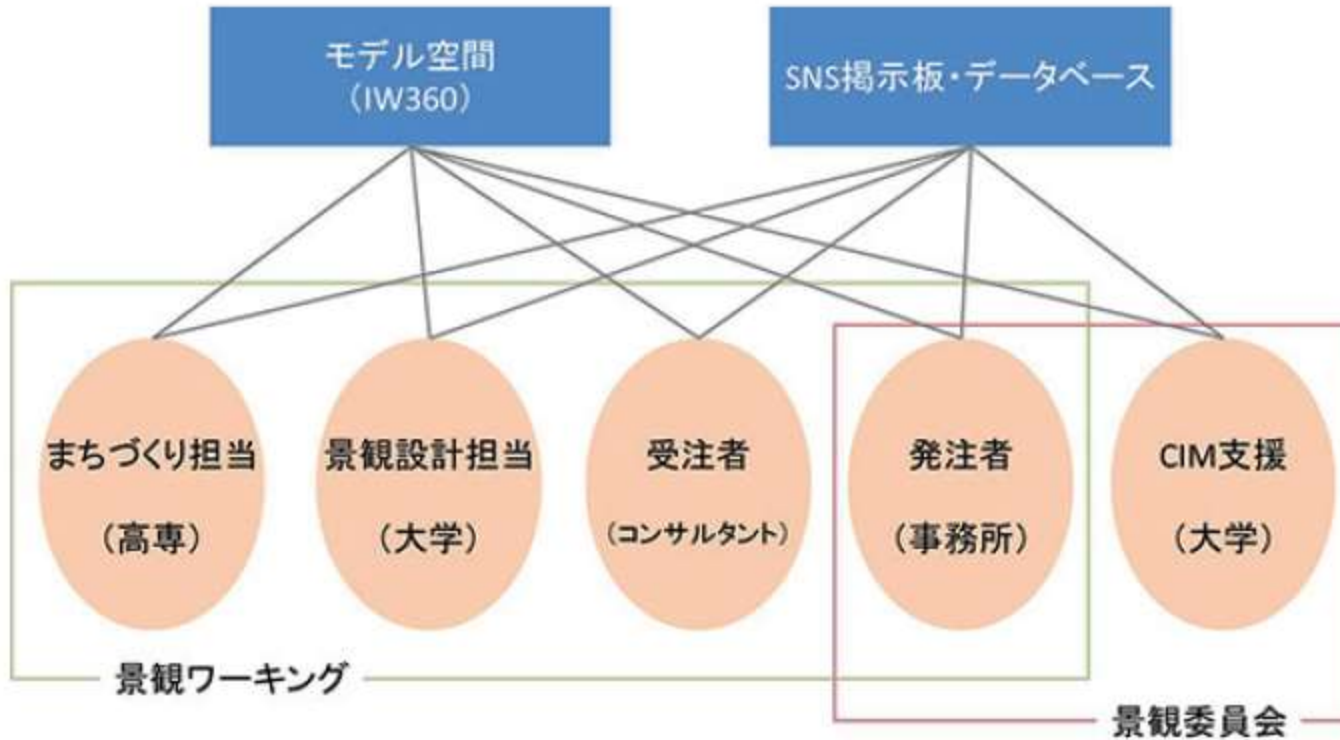 モデル空間
（IW360）
SNS掲示板・データベース
まちづくり担当
（高専）
景観設計担当
（大学）
受注者
（コンサルタント）
発注者
（事務所）
CIM支援
（大学）
景観ワーキング
景観委員会